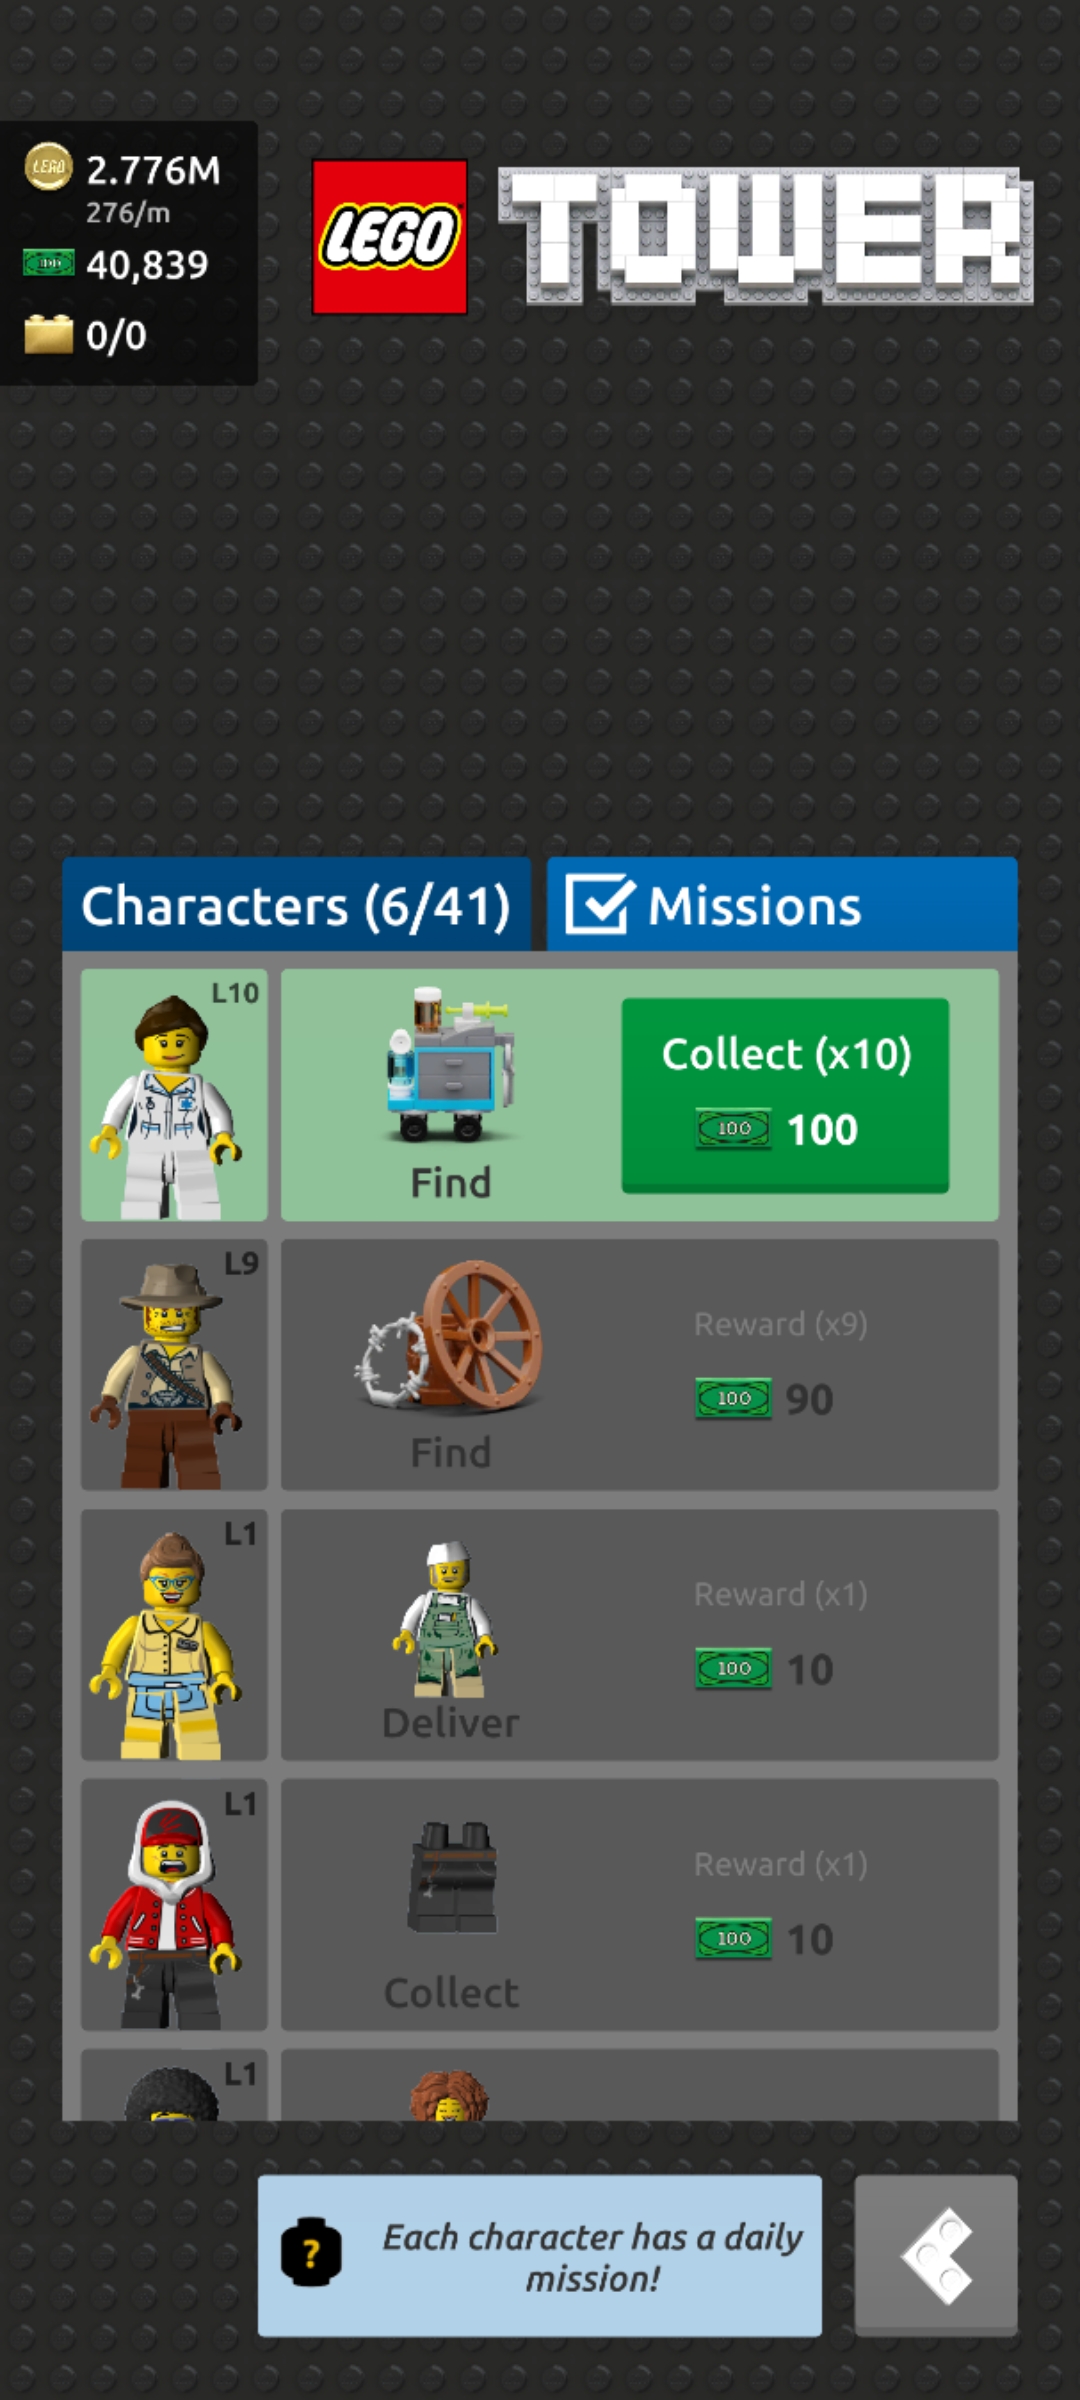 LEGO
2.776M
276/m
100
40,839
0/0
LEGO
TOWER
Characters (6/41)
Missions
L10
Find
Collect (x10)
100
100
L9
Find
Reward (x9)
100
90
L1
Deliver
Reward (x1)
100
10
L1
Collect
Reward (x1)
100
10
L1
?
Each character has a daily
mission!